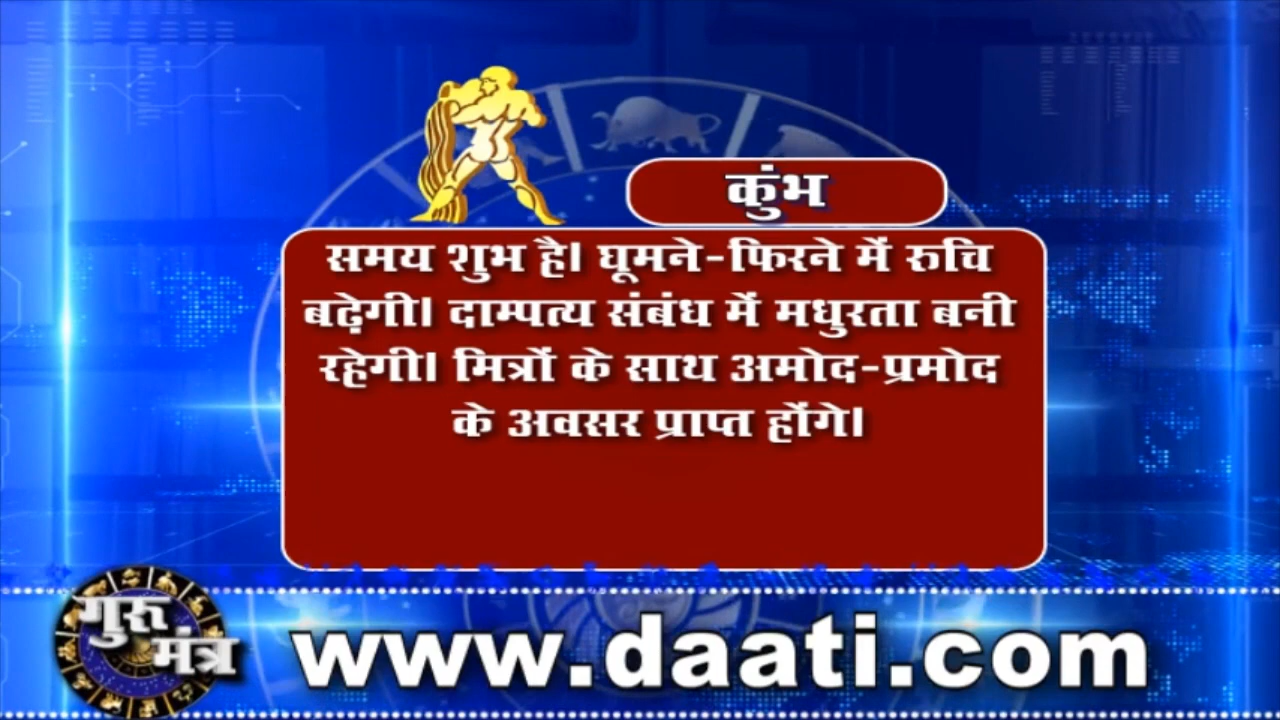 कुंभ
समय शुभ है। घूमने-फिरने में रुचि
बढ़ेगी। दाम्पत्य संबंध में मधुरता बनी
रहेगी। मित्रों के साथ अमोद-प्रमोद
के अवसर प्राप्त होंगे।
गुरु
मंत्र
www.daati.com